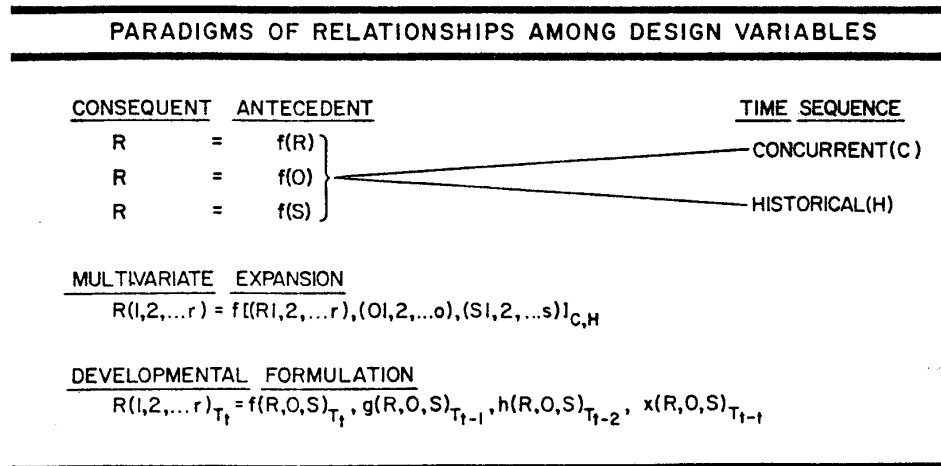 PARADIGMS OF RELATIONSHIPS AMONG DESIGN VARIABLES
CONSEQUENT ANTECEDENT TIME SEQUENCE
R = f(R)
CONCURRENT(C)
R = f(O)
R = f(S)
HISTORICAL(H)
MULTIVARIATE EXPANSION
R(1,2,...r) = f[(R1,2,...r),(O1,2,...o),(S1,2,...s)]C,H
DEVELOPMENTAL FORMULATION
R(1,2,...r)Tt=f(R,O,S)Tt, g(R,O,S)Tt-1, h(R,O,S)Tt-2, x(R,O,S)Tt-t